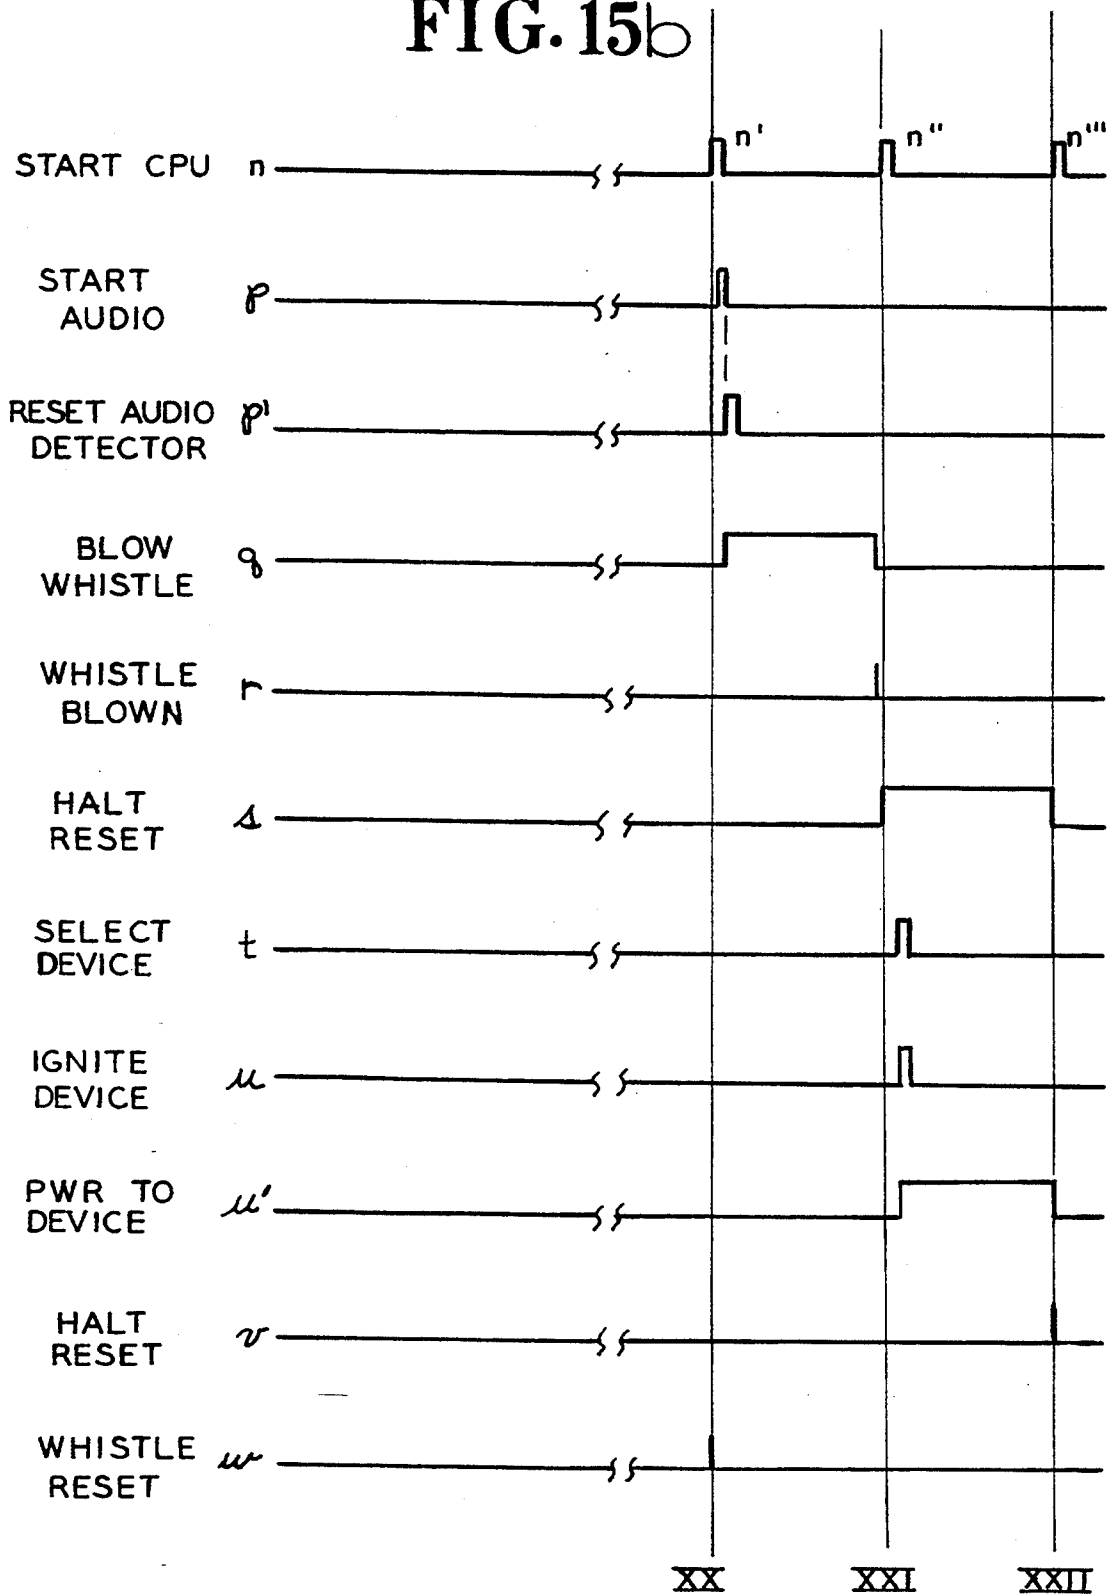 FIG. 15b
START CPU n n' n'' n'''
START
AUDIO p
RESET AUDIO
DETECTOR p'
BLOW
WHISTLE q
WHISTLE
BLOWN r
HALT
RESET s
SELECT
DEVICE t
IGNITE
DEVICE u
PWR TO
DEVICE u'
HALT
RESET v
WHISTLE
RESET w
XX XXI XXII